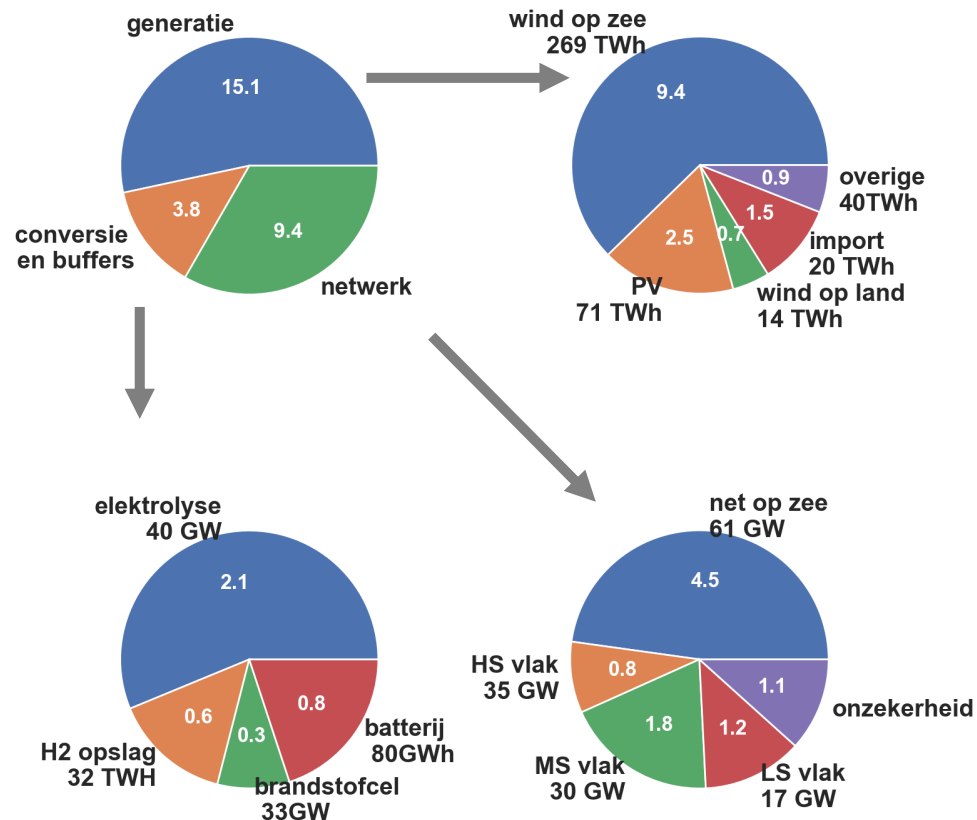 generatie
15.1
3.8
9.4
conversie
en buffers
netwerk
wind op zee
269 TWh
9.4
0.9
1.5
0.7
2.5
overige
40TWh
import
20 TWh
wind op land
14 TWh
PV
71 TWh
elektrolyse
40 GW
2.1
0.6
0.3
0.8
H2 opslag
32 TWH
brandstofcel
33GW
batterij
80GWh
net op zee
61 GW
4.5
0.8
1.8
1.2
1.1
HS vlak
35 GW
MS vlak
30 GW
LS vlak
17 GW
onzekerheid